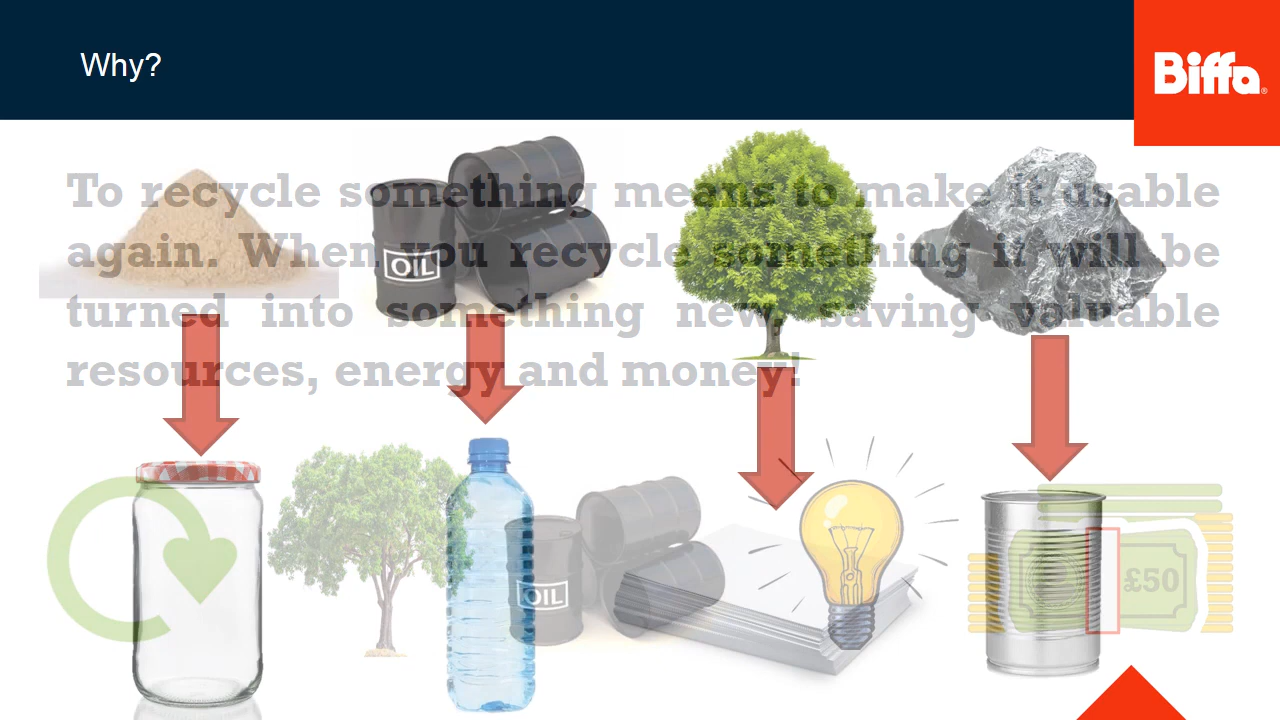 Why?
Biffa®
To recycle something means to make it usable
again. When you recycle something it will be
turned into something new, saving valuable
resources, energy and money!
OIL
OIL
£50